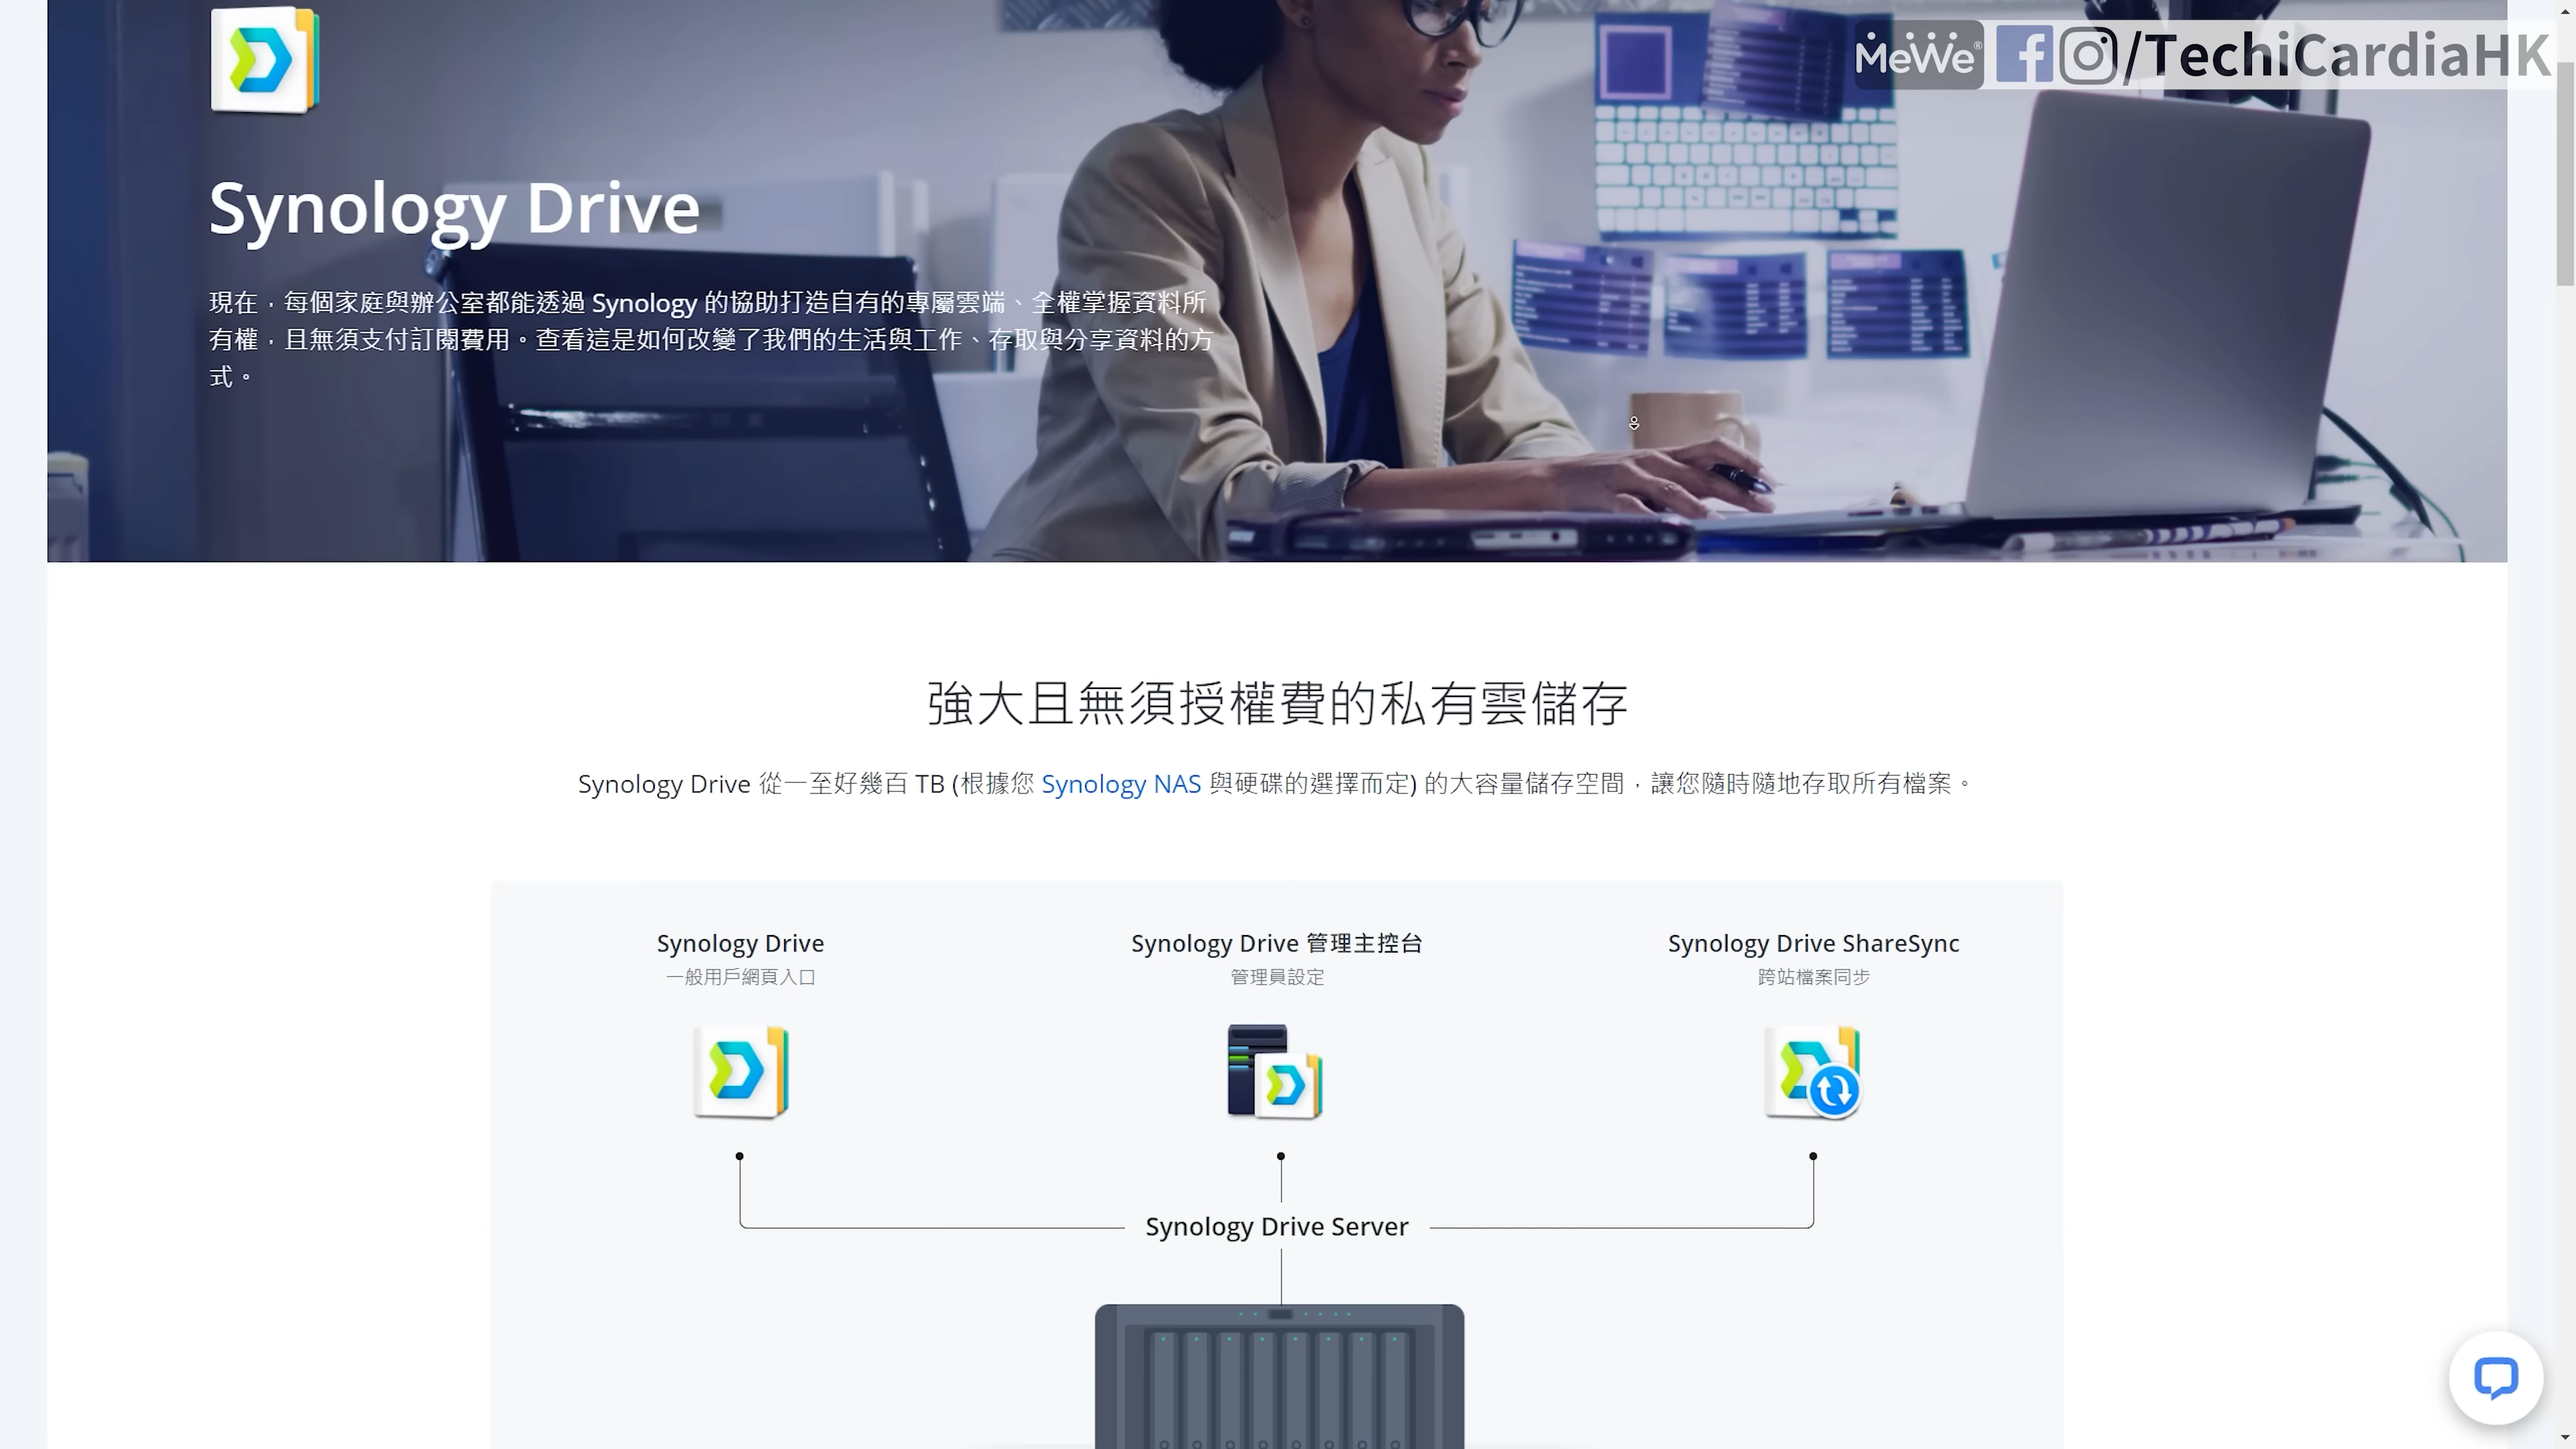 MeWe® /TechiCardiaHK
Synology Drive
現在，每個家庭與辦公室都能透過 Synology 的協助打造自有的專屬雲端、全權掌握資料所
有權，且無須支付訂閱費用。查看這是如何改變了我們的生活與工作、存取與分享資料的方
式。
強大且無須授權費的私有雲儲存
Synology Drive 從一至好幾百 TB (根據您 Synology NAS 與硬碟的選擇而定) 的大容量儲存空間，讓您隨時隨地存取所有檔案。
Synology Drive
一般用戶網頁入口
Synology Drive 管理主控台
管理員設定
Synology Drive ShareSync
跨站檔案同步
Synology Drive Server